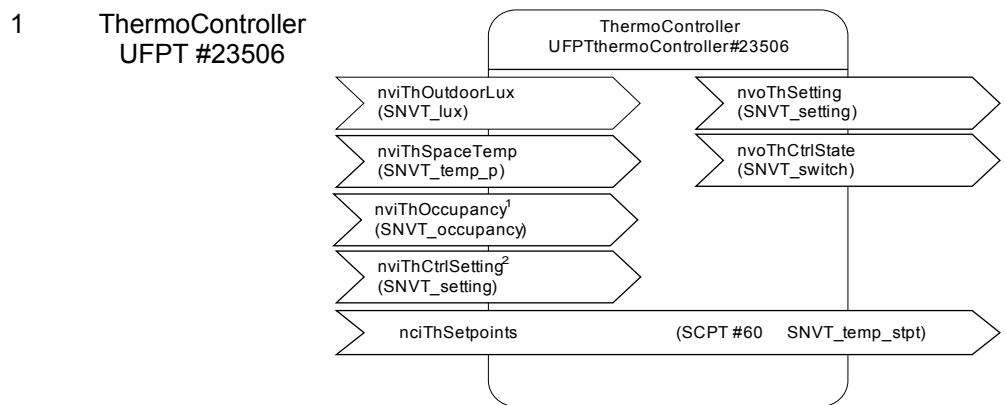 1 ThermoController
UFPT #23506
ThermoController
UFPTthermoController#23506
nviThOutdoorLux
(SNVT_lux)
nvoThSetting
(SNVT_setting)
nviThSpaceTemp
(SNVT_temp_p)
nvoThCtrlState
(SNVT_switch)
nviThOccupancy1
(SNVT_occupancy)
nviThCtrlSetting2
(SNVT_setting)
nciThSetpoints (SCPT #60 SNVT_temp_stpt)